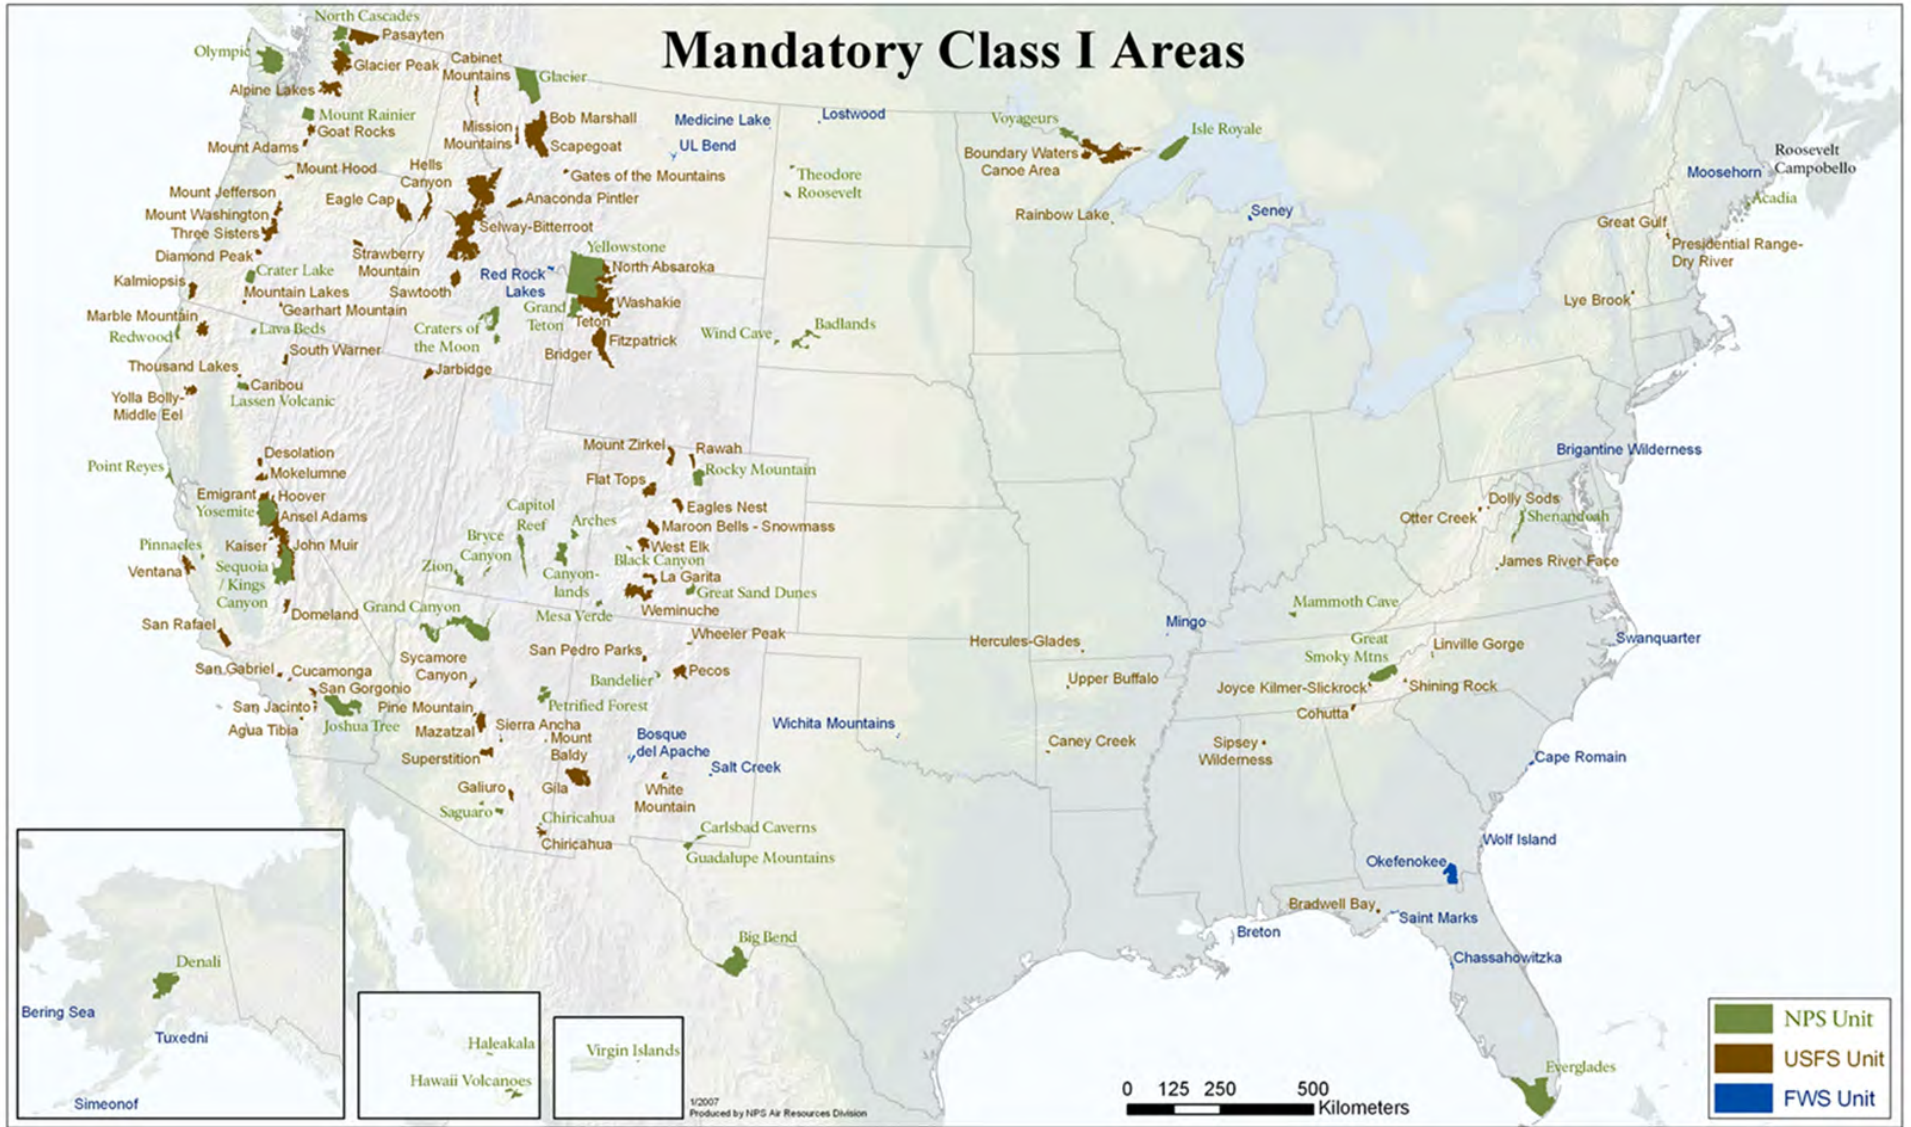 Mandatory Class I Areas
North Cascades
Pasayten
Olympic
Glacier Peak
Cabinet
Mountains
Glacier
Alpine Lakes
Mount Rainier
Goat Rocks
Mount Adams
Mission
Mountains
Bob Marshall
Scapegoat
Medicine Lake
Lostwood
UL Bend
Voyageurs
Isle Royale
Boundary Waters
Canoe Area
Mount Hood
Hells
Canyon
Gates of the Mountains
Theodore
Roosevelt
Moosehorn
Roosevelt
Campobello
Acadia
Mount Jefferson
Eagle Cap
Anaconda Pintler
Mount Washington
Three Sisters
Selway-Bitterroot
Rainbow Lake
Seney
Great Gulf
Presidential Range-
Dry River
Diamond Peak
Strawberry
Mountain
Yellowstone
North Absaroka
Crater Lake
Kalmiopsis
Mountain Lakes
Sawtooth
Red Rock
Lakes
Washakie
Gearhart Mountain
Grand
Teton
Teton
Lye Brook
Marble Mountain
Redwood
Lava Beds
Craters of
the Moon
Fitzpatrick
Bridger
Wind Cave
Badlands
South Warner
Thousand Lakes
Jarbidge
Caribou
Lassen Volcanic
Yolla Bolly-
Middle Eel
Desolation
Mokelumne
Point Reyes
Mount Zirkel
Rawah
Rocky Mountain
Flat Tops
Brigantine Wilderness
Emigrant
Hoover
Yosemite
Ansel Adams
Capitol
Reef
Arches
Eagles Nest
Maroon Bells - Snowmass
Dolly Sods
Otter Creek
Shenandoah
Pinnacles
Kaiser
John Muir
Bryce
Canyon
West Elk
Black Canyon
Ventana
Sequoia
/ Kings
Canyon
Zion
Canyon-
lands
La Garita
Great Sand Dunes
James River Face
Domeland
Grand Canyon
Mesa Verde
Weminuche
Mammoth Cave
San Rafael
Wheeler Peak
Mingo
Hercules-Glades
Great
Smoky Mtns
Linville Gorge
Swanquarter
San Gabriel
Cucamonga
Sycamore
Canyon
San Pedro Parks
Pecos
Bandelier
Upper Buffalo
Joyce Kilmer-Slickrock
Shining Rock
San Gorgonio
San Jacinto
Pine Mountain
Petrified Forest
Cohutta
Agua Tibia
Joshua Tree
Mazatzal
Sierra Ancha
Mount
Baldy
Bosque
del Apache
Wichita Mountains
Caney Creek
Sipsey
Wilderness
Superstition
Salt Creek
Cape Romain
Galiuro
Gila
White
Mountain
Saguaro
Chiricahua
Chiricahua
Carlsbad Caverns
Guadalupe Mountains
Wolf Island
Okefenokee
Bradwell Bay
Saint Marks
Breton
Big Bend
Chassahowitzka
Denali
Bering Sea
Tuxedni
Simeonof
Haleakala
Hawaii Volcanoes
Virgin Islands
Everglades
1/2007
Produced by NPS Air Resources Division
0 125 250 500
Kilometers
NPS Unit
USFS Unit
FWS Unit